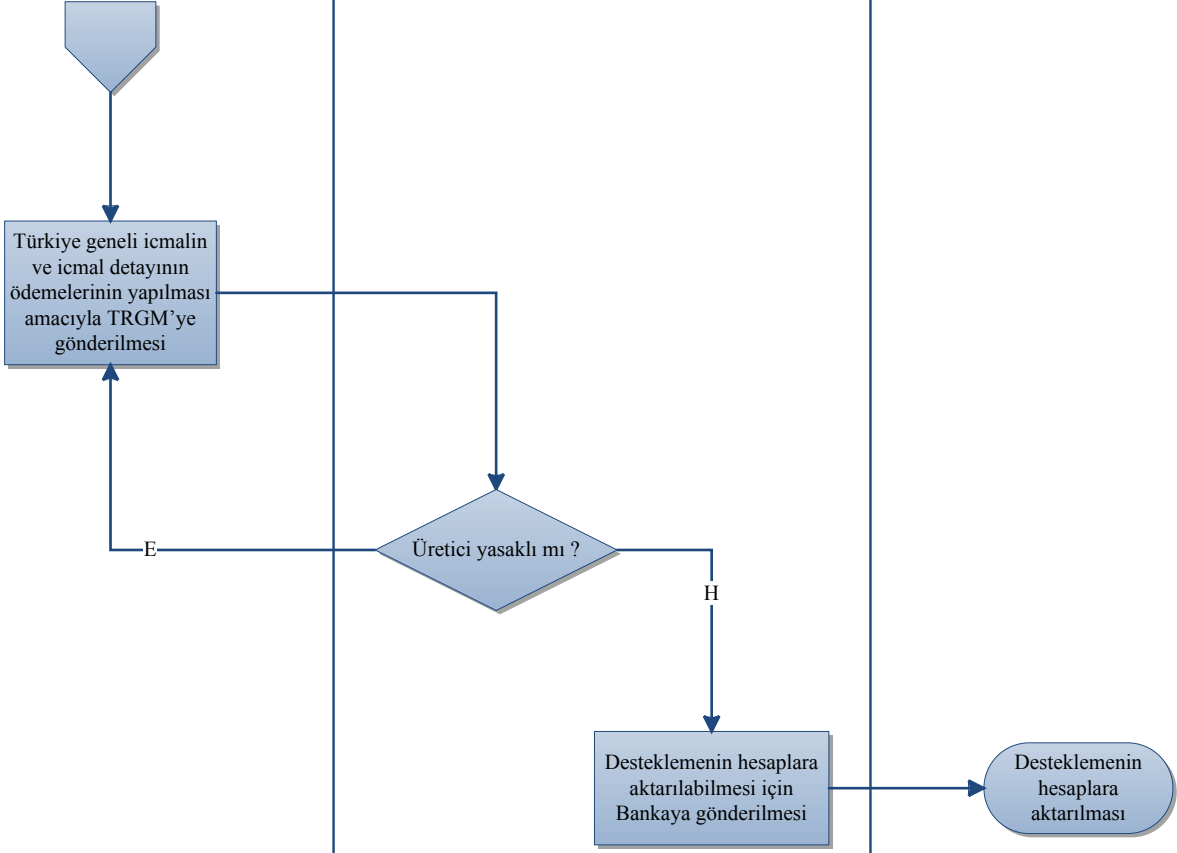 Türkiye geneli icmalin
ve icmal detayının
ödemelerinin yapılması
amacıyla TRGM’ye
gönderilmesi
E
Üretici yasaklı mı ?
H
Desteklemenin hesaplara
aktarılabilmesi için
Bankaya gönderilmesi
Desteklemenin
hesaplara
aktarılması